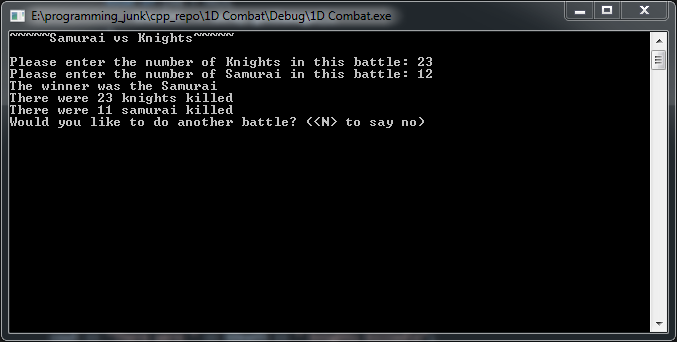 E:\programming_junk\cpp_repo\1D Combat\Debug\1D Combat.exe
~~~~~~Samurai vs Knights~~~~~~
Please enter the number of Knights in this battle: 23
Please enter the number of Samurai in this battle: 12
The winner was the Samurai
There were 23 knights killed
There were 11 samurai killed
Would you like to do another battle? (<N> to say no)